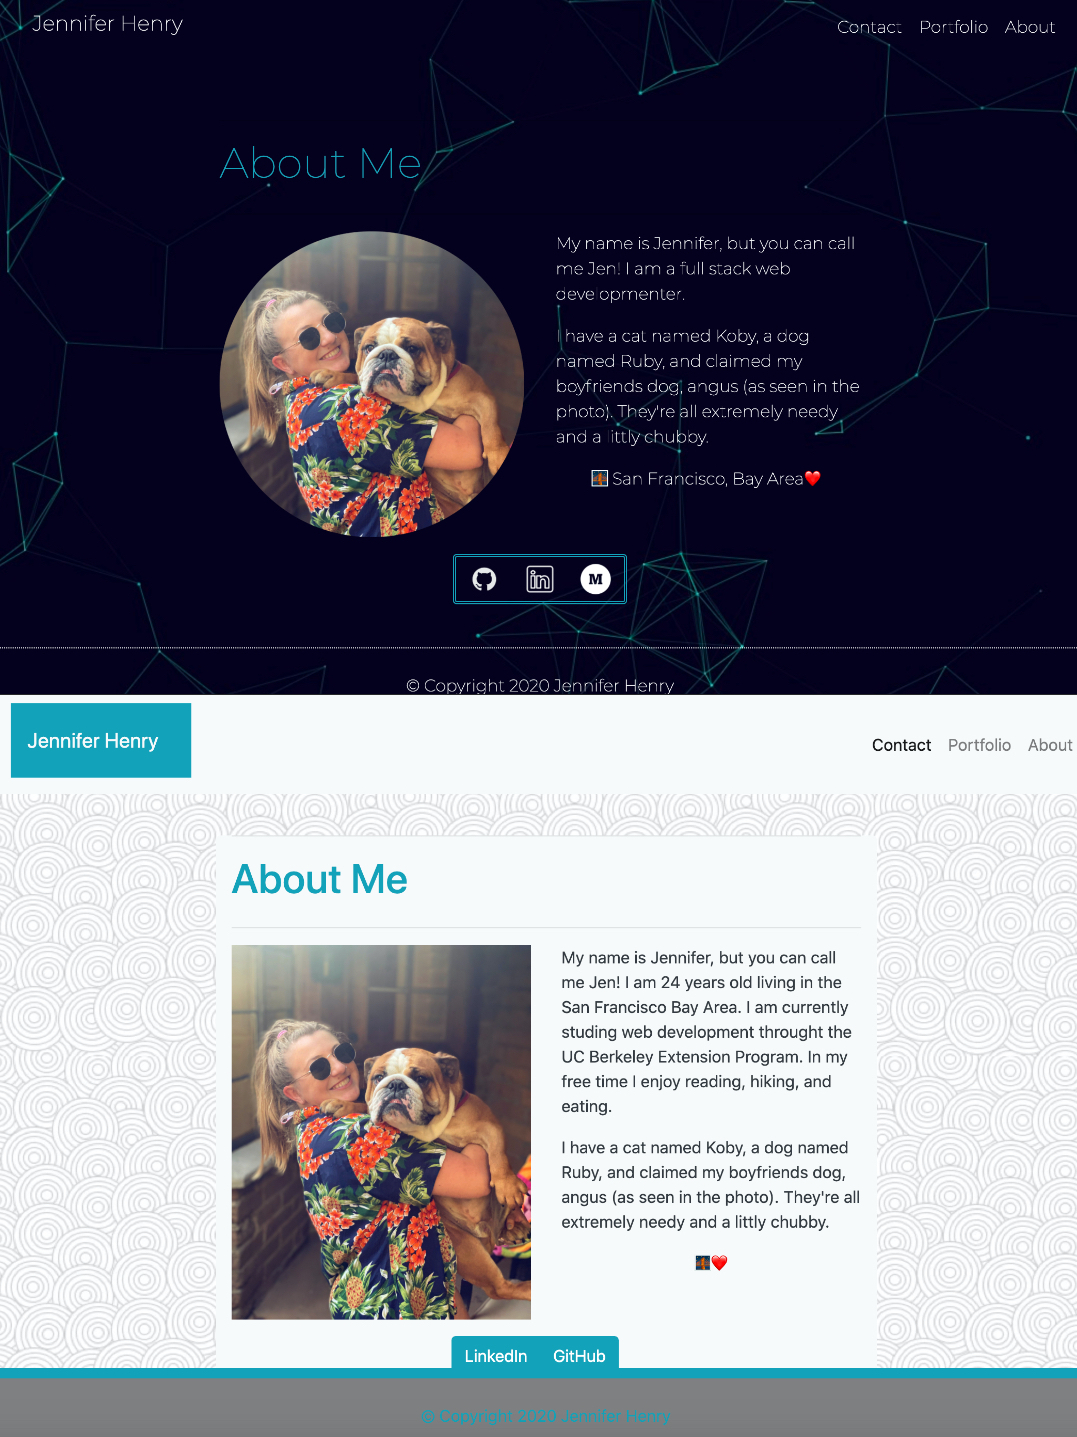 Jennifer Henry
Contact Portfolio About
About Me
My name is Jennifer, but you can call
me Jen! I am a full stack web
developmenter.
I have a cat named Koby, a dog
named Ruby, and claimed my
boyfriends dog, angus (as seen in the
photo). They're all extremely needy
and a littly chubby.
🌉 San Francisco, Bay Area❤️
in M
© Copyright 2020 Jennifer Henry
Jennifer Henry
Contact Portfolio About
About Me
My name is Jennifer, but you can call
me Jen! I am 24 years old living in the
San Francisco Bay Area. I am currently
studing web development throught the
UC Berkeley Extension Program. In my
free time I enjoy reading, hiking, and
eating.
I have a cat named Koby, a dog named
Ruby, and claimed my boyfriends dog,
angus (as seen in the photo). They're all
extremely needy and a littly chubby.
🌉❤️
LinkedIn GitHub
© Copyright 2020 Jennifer Henry